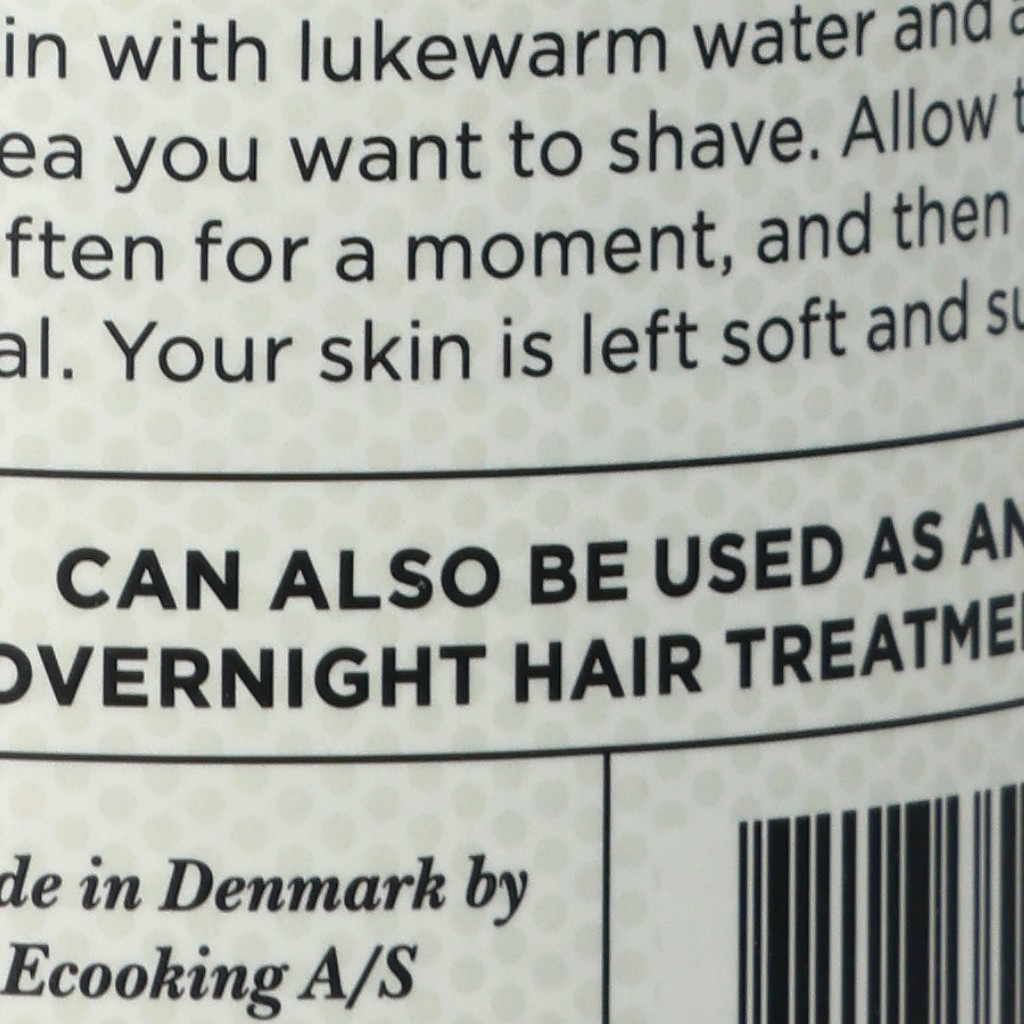 in with lukewarm water and a
ea you want to shave. Allow t
ften for a moment, and then
al. Your skin is left soft and su
CAN ALSO BE USED AS AN
OVERNIGHT HAIR TREATME
de in Denmark by
Ecooking A/S